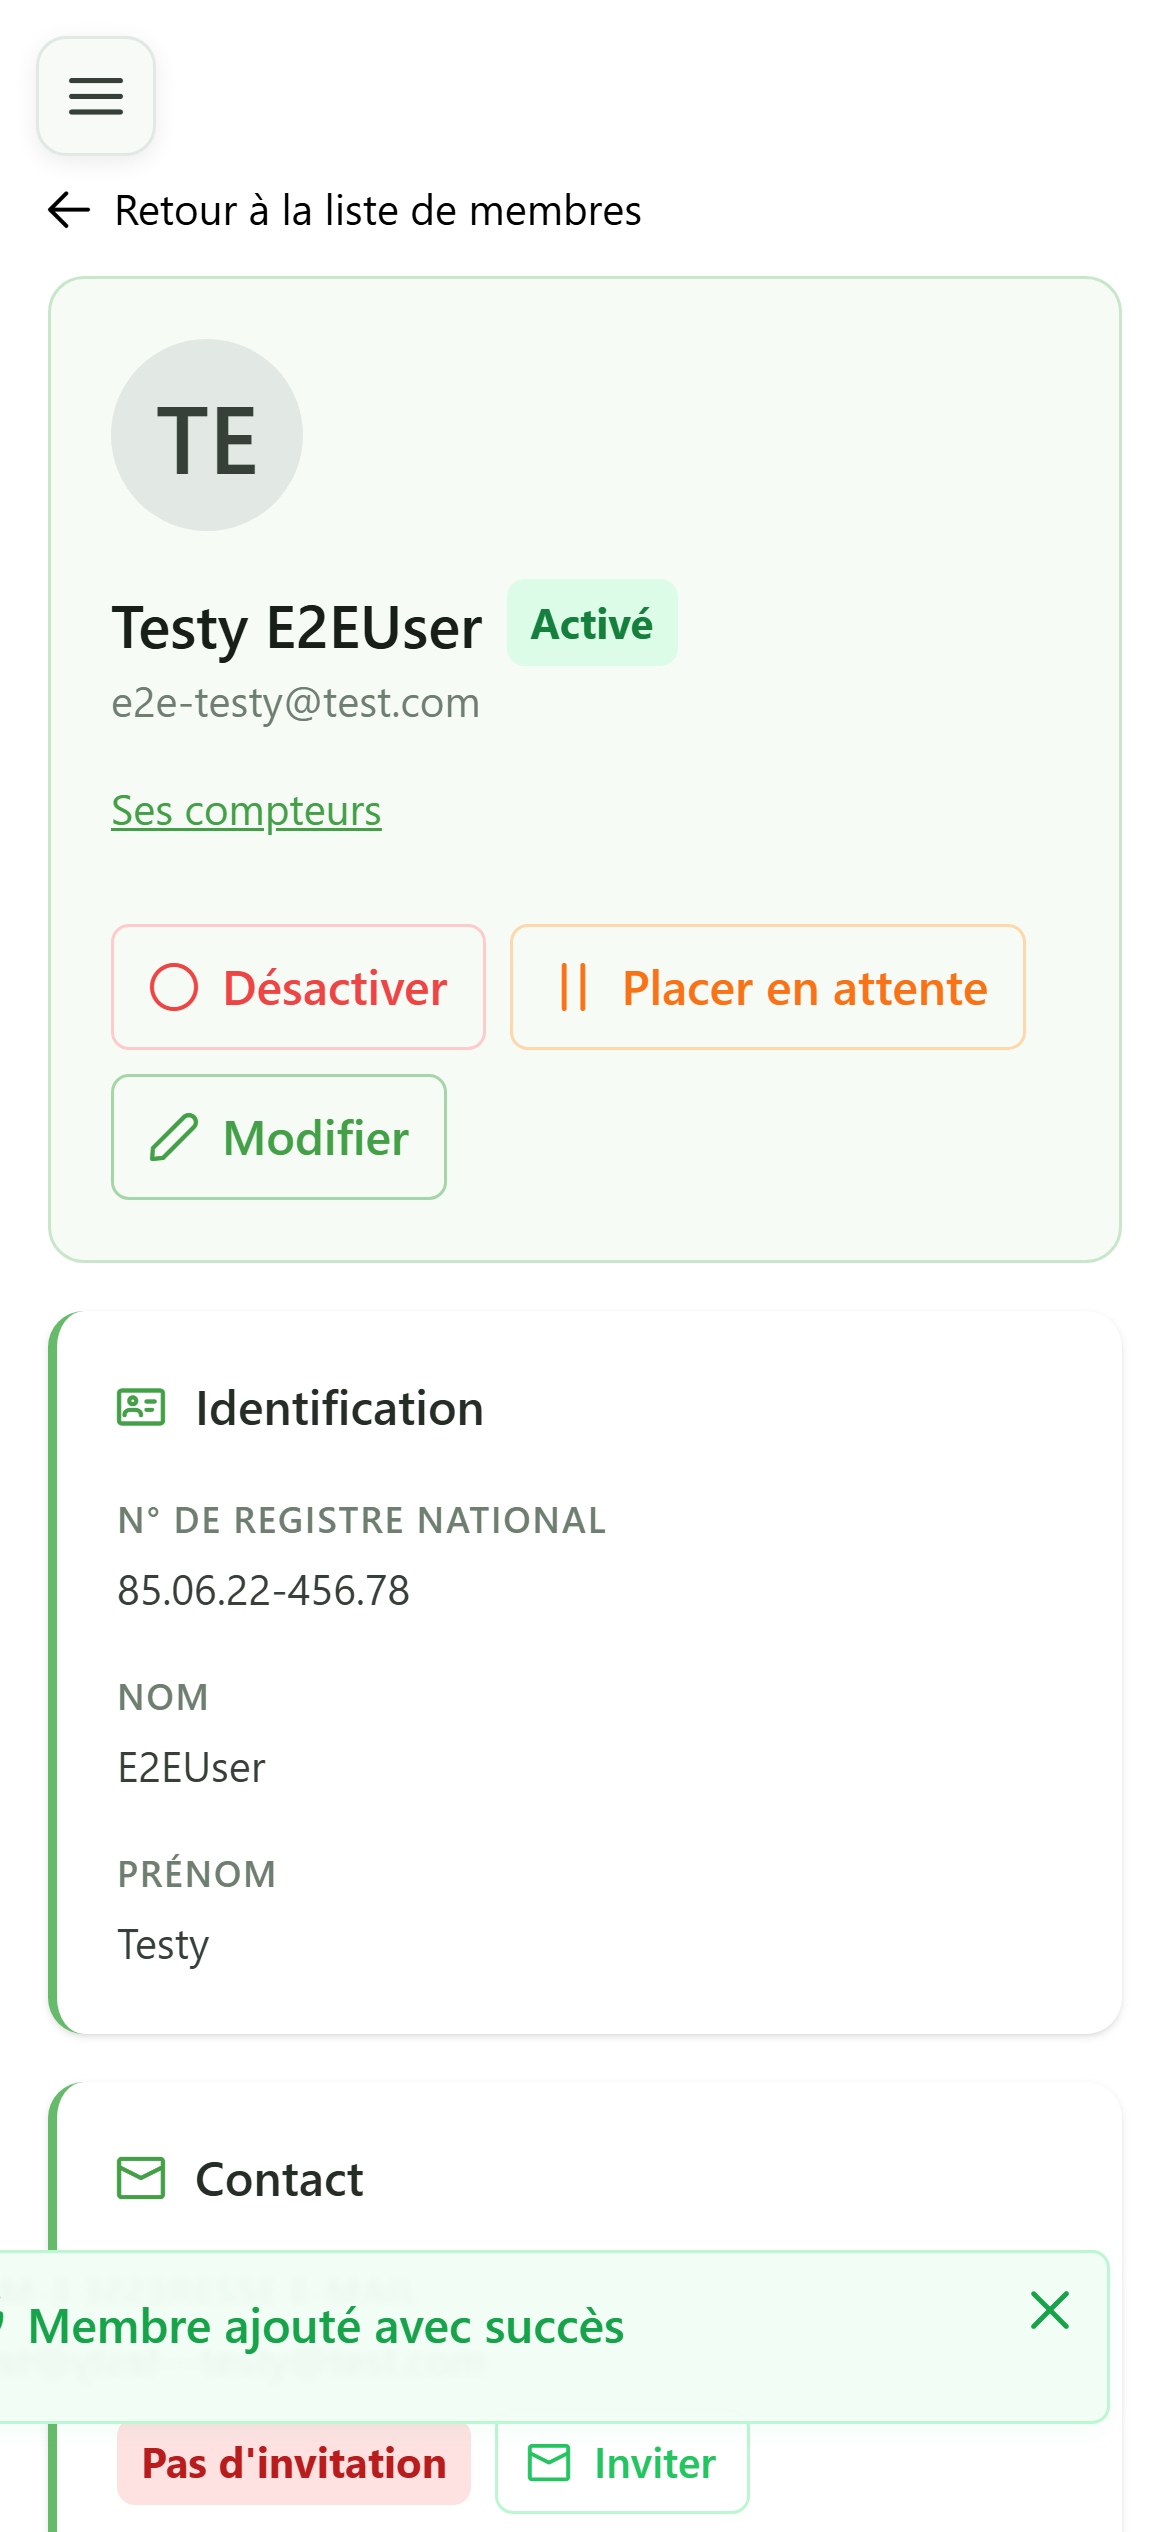 Retour à la liste de membres
TE
Testy E2EUser Activé
e2e-testy@test.com
Ses compteurs
Désactiver Placer en attente
Modifier
Identification
N° DE REGISTRE NATIONAL
85.06.22-456.78
NOM
E2EUser
PRÉNOM
Testy
Contact
Membre ajouté avec succès
Pas d'invitation Inviter